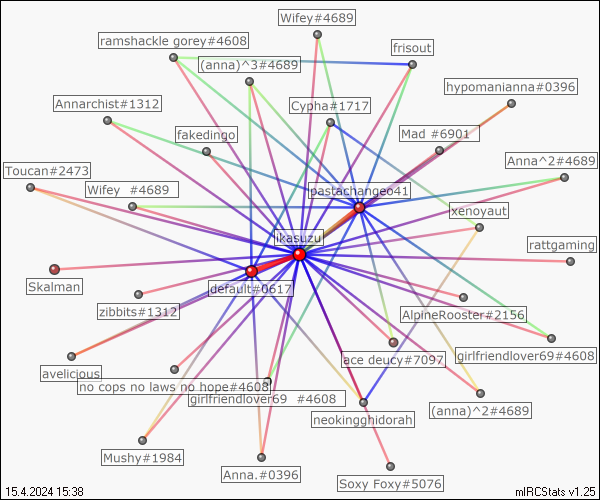 Wifey#4689
ramshackle gorey#4608
frisout
(anna)^3#4689
hypomanianna#0396
Annarchist#1312
Cypha#1717
fakedingo
Mad #6901
Anna^2#4689
Toucan#2473
Wifey #4689
pastachangeo41
xenoyaut
ikasuzu
rattgaming
Skalman
default#0617
zibbits#1312
AlpineRooster#2156
avelicious
ace deucy#7097
girlfriendlover69#4608
no cops no laws no hope#4608
girlfriendlover69 #4608
neokingghidorah
(anna)^2#4689
Mushy#1984
Anna.#0396
Soxy Foxy#5076
15.4.2024 15:38
mIRCStats v1.25